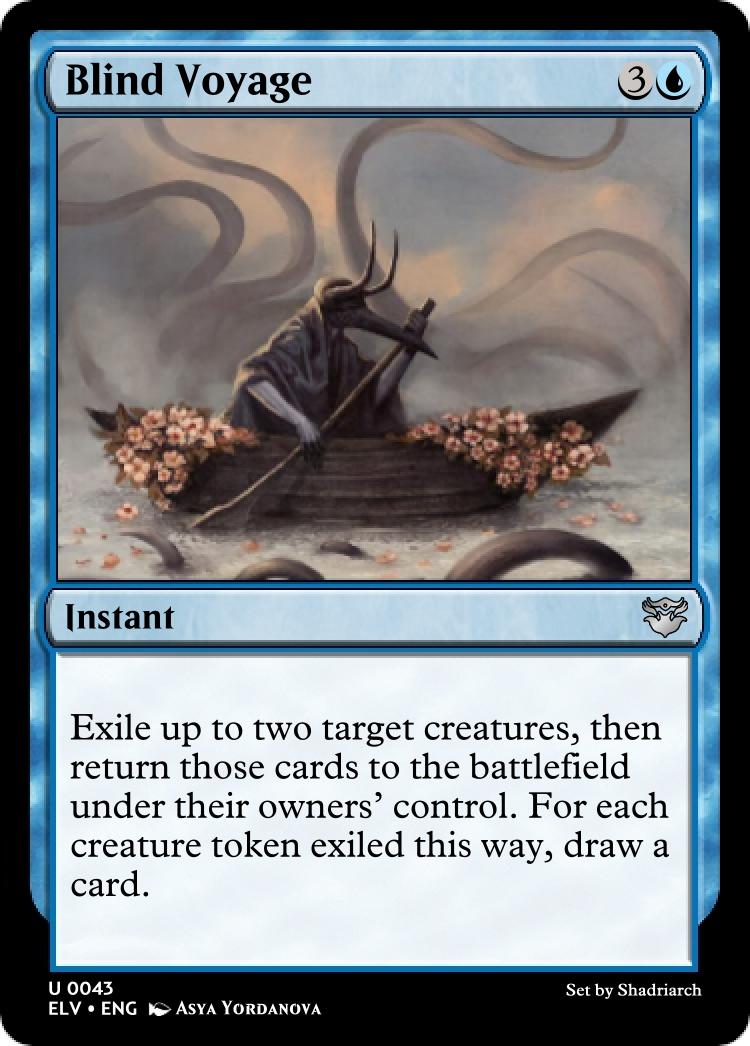 Blind Voyage 3
Instant
Exile up to two target creatures, then
return those cards to the battlefield
under their owners’ control. For each
creature token exiled this way, draw a
card.
U 0043
ELV • ENG Asya Yordanova
Set by Shadriarch